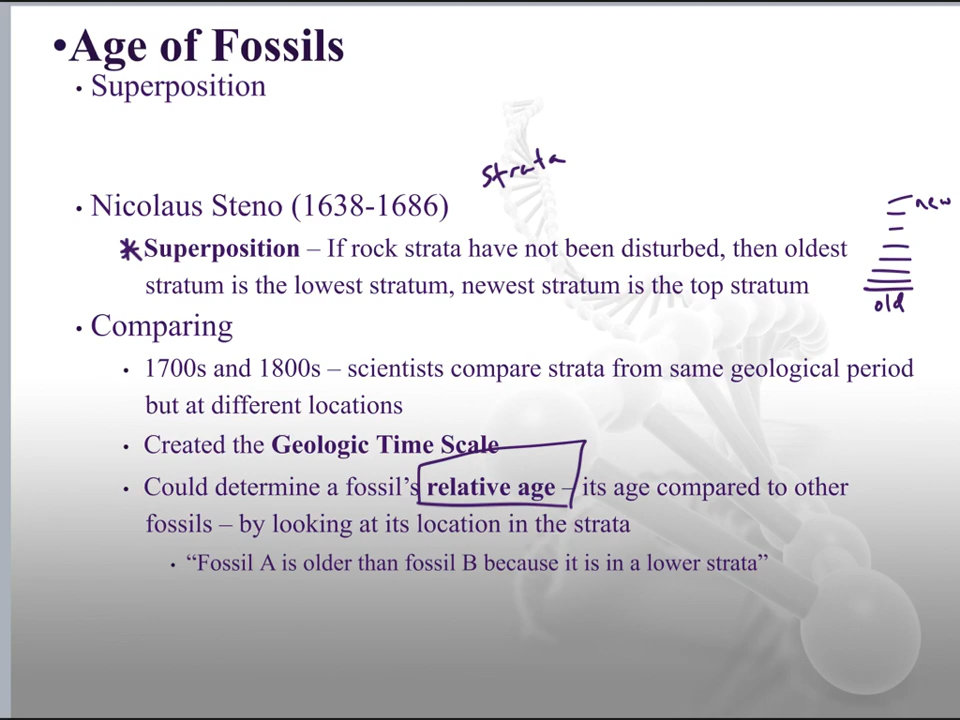 •Age of Fossils
• Superposition
strata
• Nicolaus Steno (1638-1686)
new
*Superposition – If rock strata have not been disturbed, then oldest
stratum is the lowest stratum, newest stratum is the top stratum
old
• Comparing
• 1700s and 1800s – scientists compare strata from same geological period
but at different locations
• Created the Geologic Time Scale
• Could determine a fossil’s relative age – its age compared to other
fossils – by looking at its location in the strata
• “Fossil A is older than fossil B because it is in a lower strata”